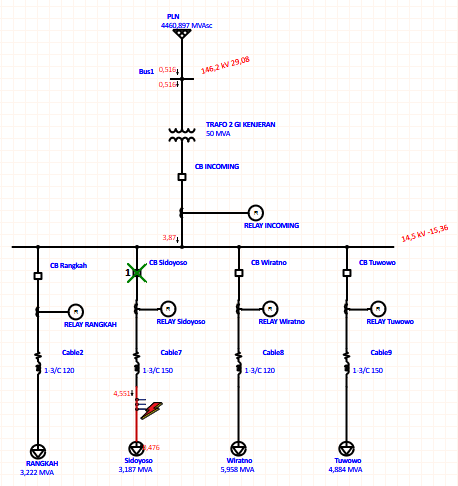 PLN
4460,897 MVAsc
0,516
146,2 kV 29,08
Bus1
0,516
TRAFO 2 GI KENJERAN
50 MVA
CB INCOMING
R
RELAY INCOMING
3,87
14,5 kV -15,36
CB Rangkah
CB Sidoyoso
CB Wiratno
CB Tuwowo
1
R R R R
RELAY RANGKAH
RELAY Sidoyoso
RELAY Wiratno
RELAY Tuwowo
Cable2
Cable7
Cable8
Cable9
1-3/C 120
1-3/C 150
1-3/C 120
1-3/C 150
4,551
,476
RANGKAH
Sidoyoso
Wiratno
Tuwowo
3,222 MVA
3,187 MVA
5,958 MVA
4,884 MVA